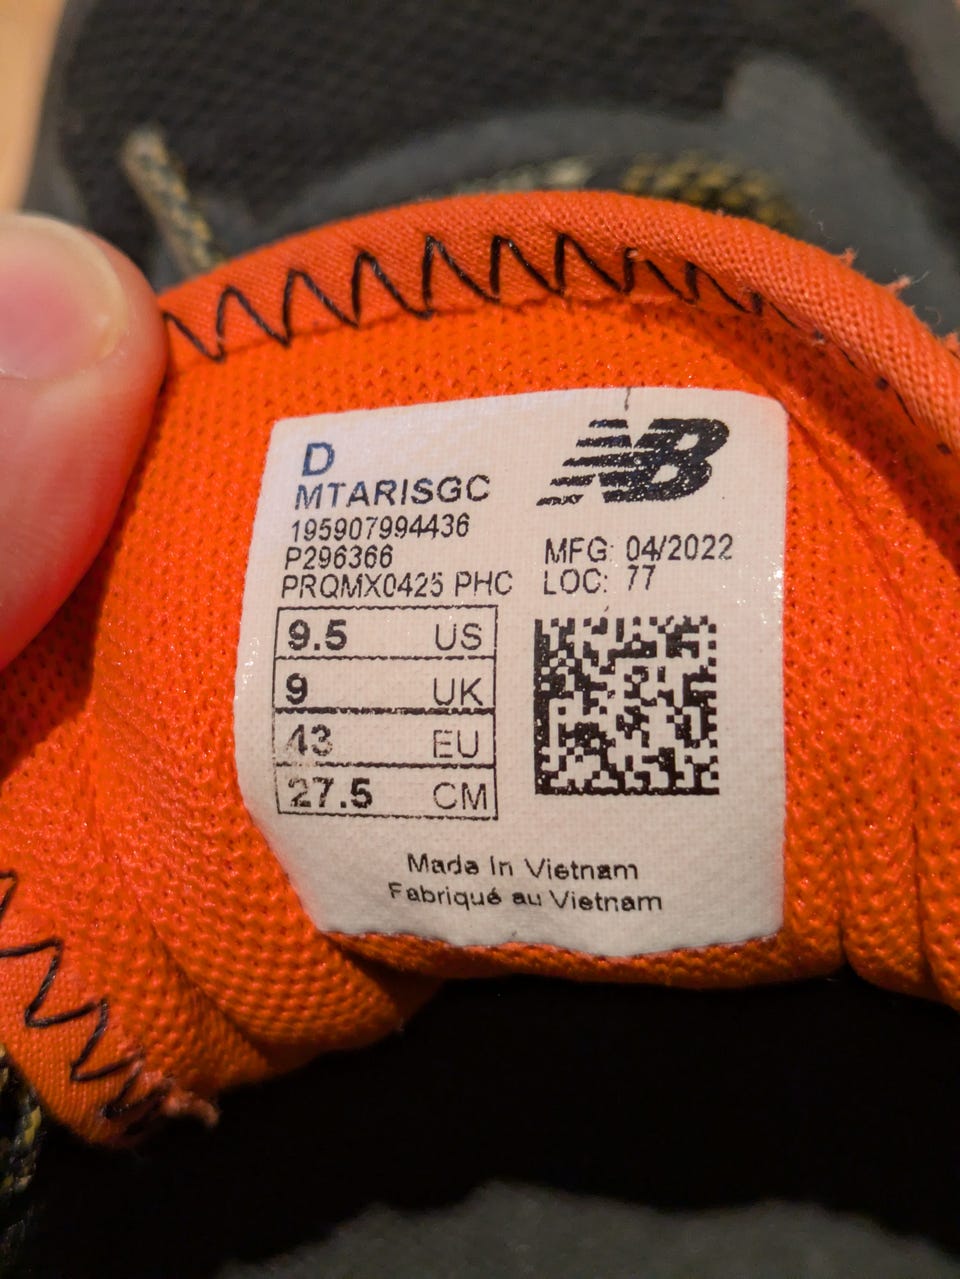 D
MTARISGC
195907994436
P296366
PRQMX0425 PHC
NB
MFG: 04/2022
LOC: 77
9.5 US
9 UK
43 EU
27.5 CM
Made In Vietnam
Fabriqué au Vietnam